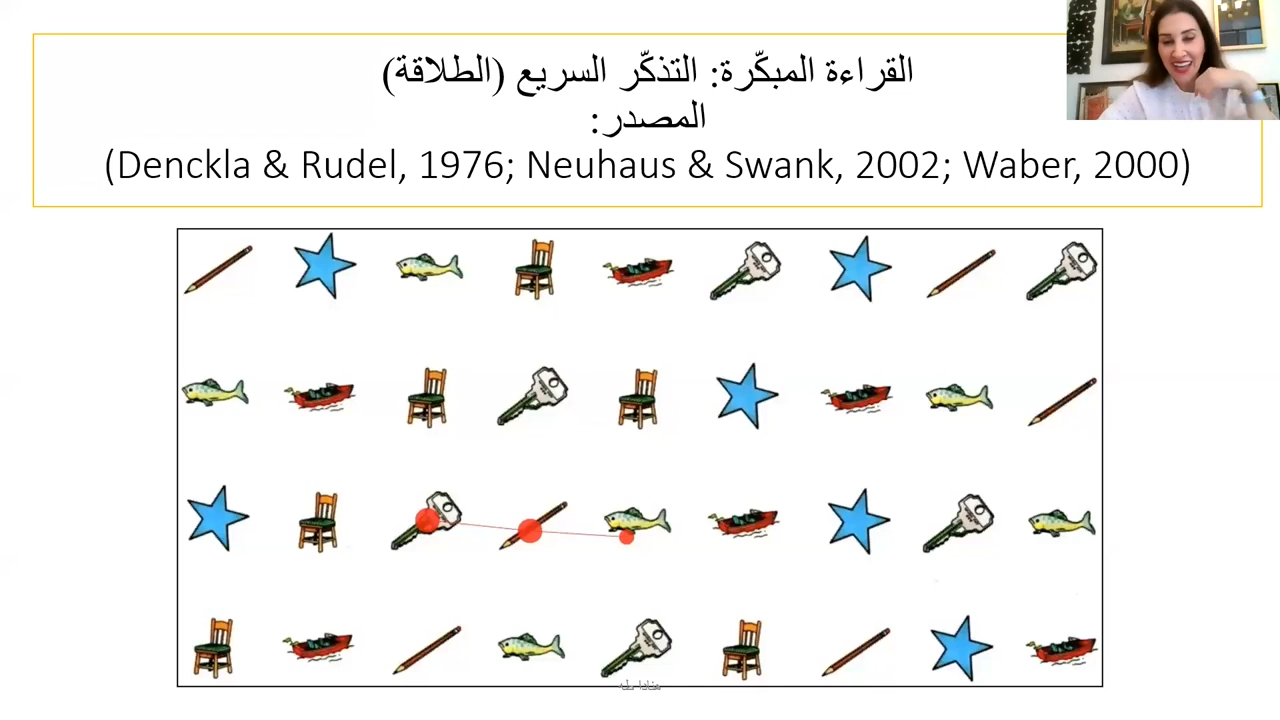 القراءة المبكّرة: التذكّر السريع (الطلاقة)
المصدر:
(Denckla & Rudel, 1976; Neuhaus & Swank, 2002; Waber, 2000)